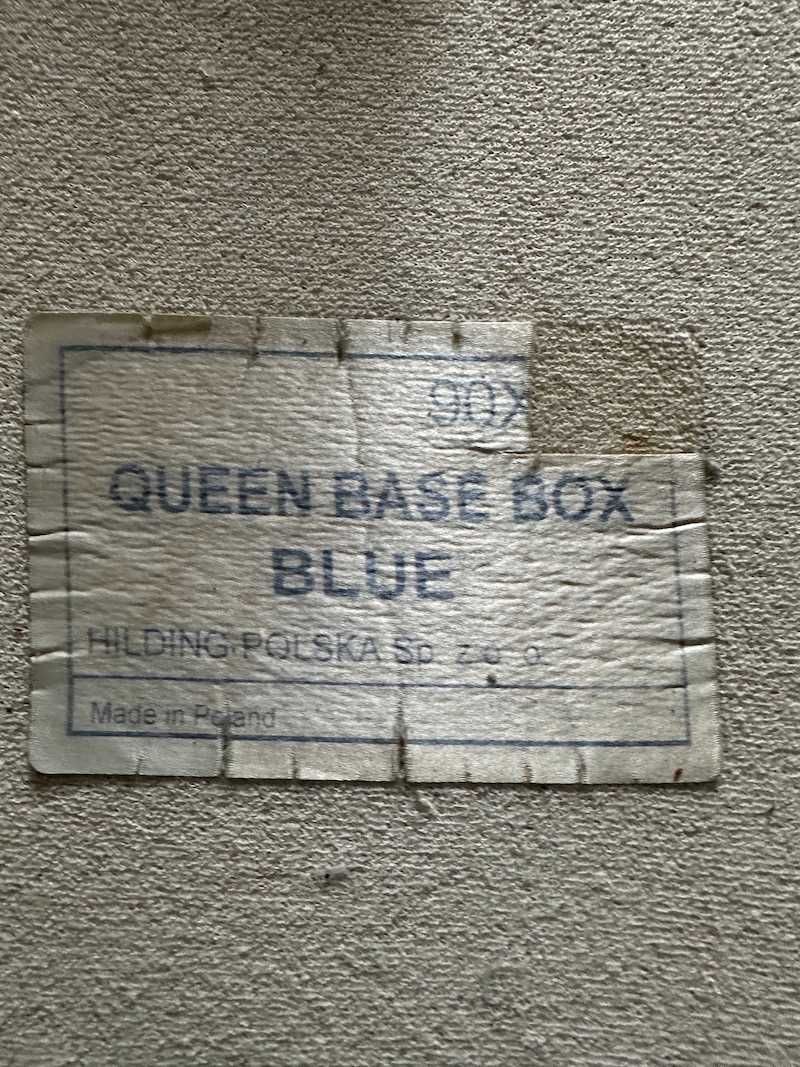 90X
QUEEN BASE BOX
BLUE
HILDING POLSKA Sp z o o.
Made in Poland